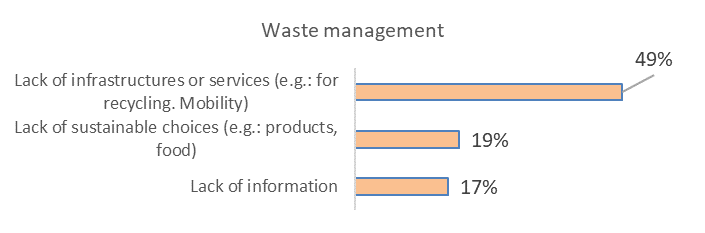 Waste management
49%
Lack of infrastructures or services (e.g.: for
recycling. Mobility)
Lack of sustainable choices (e.g.: products,
food)
19%
Lack of information
17%